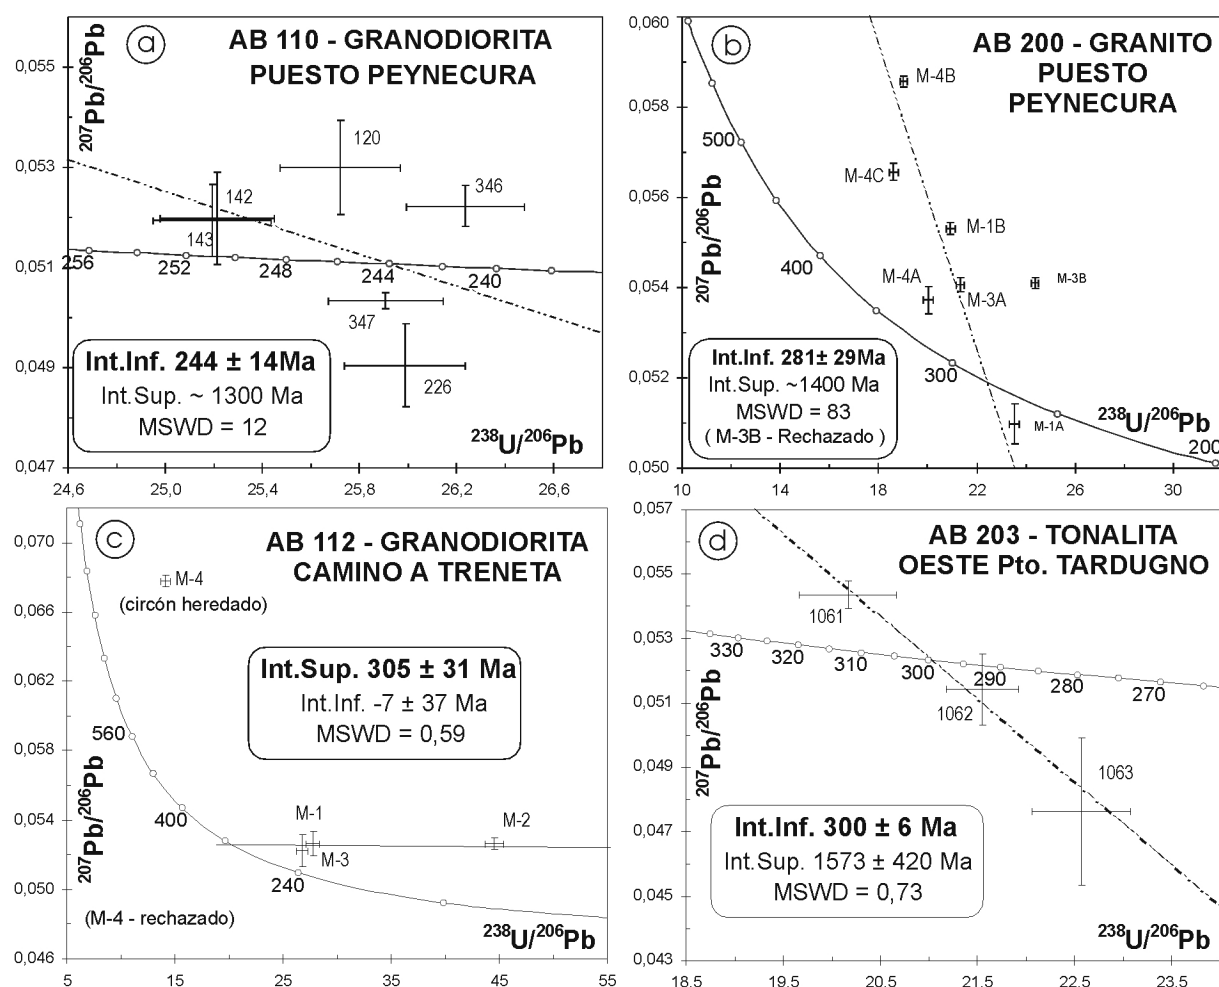 a
AB 110 - GRANODIORITA
PUESTO PEYNECURA
207Pb/206Pb
0,055
0,053
0,051
0,049
0,047
120
142
346
143
256
252
248
244
240
347
226
Int.Inf. 244 ± 14Ma
Int.Sup. ~ 1300 Ma
MSWD = 12
238U/206Pb
24,6
25,0
25,4
25,8
26,2
26,6
b
AB 200 - GRANITO
PUESTO
PEYNECURA
207Pb/206Pb
0,060
0,058
0,056
0,054
0,052
0,050
M-4B
500
M-4C
M-1B
400
M-4A
M-3A
M-3B
300
M-1A
200
Int.Inf. 281± 29Ma
Int.Sup. ~1400 Ma
MSWD = 83
( M-3B - Rechazado )
238U/206Pb
10
14
18
22
26
30
c
AB 112 - GRANODIORITA
CAMINO A TRENETA
0,070
0,066
0,062
0,058
0,054
0,050
0,046
207Pb/206Pb
M-4
(circón heredado)
Int.Sup. 305 ± 31 Ma
Int.Inf. -7 ± 37 Ma
MSWD = 0,59
560
400
240
M-1
M-2
M-3
(M-4 - rechazado)
238U/206Pb
5
15
25
35
45
55
d
AB 203 - TONALITA
OESTE Pto. TARDUGNO
0,057
0,055
0,053
0,051
0,049
0,047
0,045
0,043
207Pb/206Pb
1061
330
320
310
300
290
280
270
1062
1063
Int.Inf. 300 ± 6 Ma
Int.Sup. 1573 ± 420 Ma
MSWD = 0,73
238U/206Pb
18.5
19.5
20.5
21.5
22.5
23.5